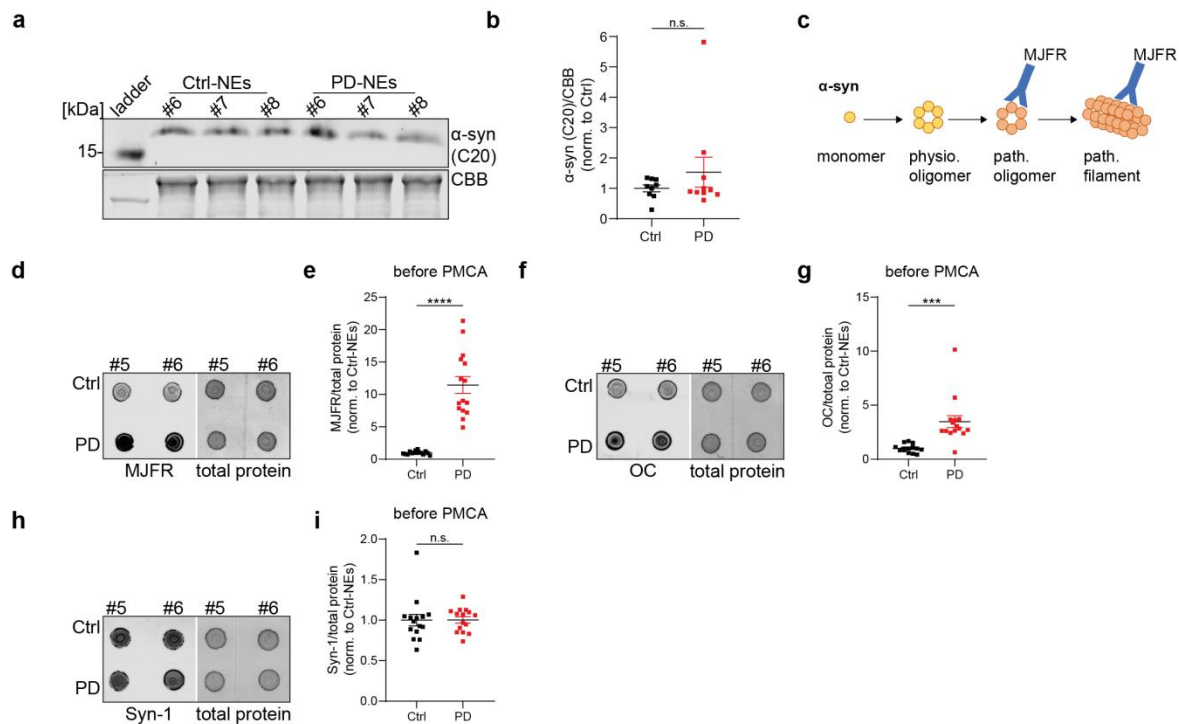 a
ladder
Ctrl-NEs
PD-NEs
[kDa]
#6
#7
#8
#6
#7
#8
15
α-syn
(C20)
CBB
b
n.s.
α-syn (C20)/CBB
(norm. to Ctrl)
6
5
4
3
2
1
0
Ctrl
PD
c
MJFR
MJFR
α-syn
monomer
physio.
oligomer
path.
oligomer
path.
filament
d
#5
#6
#5
#6
Ctrl
PD
MJFR
total protein
e
before PMCA
****
MJFR/total protein
(norm. to Ctrl-NEs)
25
20
15
10
5
0
Ctrl
PD
f
#5
#6
#5
#6
Ctrl
PD
OC
total protein
g
before PMCA
***
OC/totoal protein
(norm. to Ctrl-NEs)
15
10
5
0
Ctrl
PD
h
#5
#6
#5
#6
Ctrl
PD
Syn-1
total protein
i
before PMCA
n.s.
Syn-1/total protein
(norm. to Ctrl-NEs)
2.0
1.5
1.0
0.5
0.0
Ctrl
PD